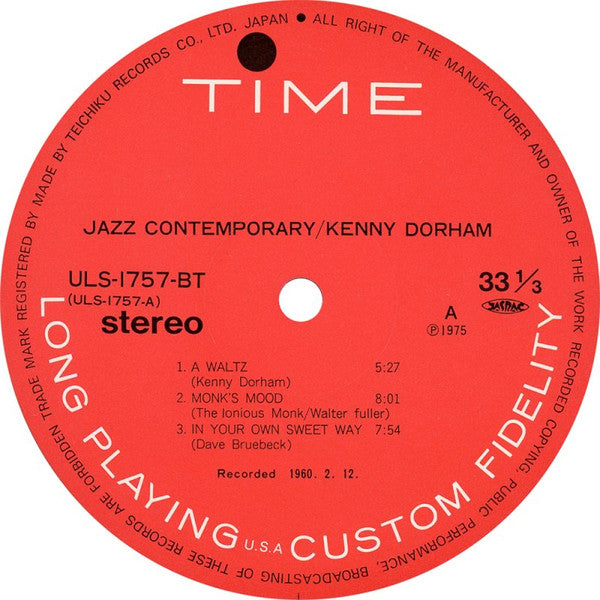 TRADE MARK REGISTERED BY MADE BY TEICHIKU RECORDS CO., LTD. JAPAN • ALL RIGHT OF THE MANUFACTURER AND OWNER OF THE WORK RECORDED COPYING, PUBLIC PERFORMANCE, BROADCASTING OF THESE RECORDS ARE FORBIDDEN
TIME
JAZZ CONTEMPORARY/KENNY DORHAM
ULS-1757-BT
(ULS-1757-A)
stereo
33 1/3
JASRAC
A
Ⓟ1975
1. A WALTZ 5:27
(Kenny Dorham)
2. MONK'S MOOD 8:01
(The Ionious Monk/Walter fuller)
3. IN YOUR OWN SWEET WAY 7:54
(Dave Bruebeck)
Recorded 1960. 2. 12.
LONG PLAYING U.S.A CUSTOM FIDELITY